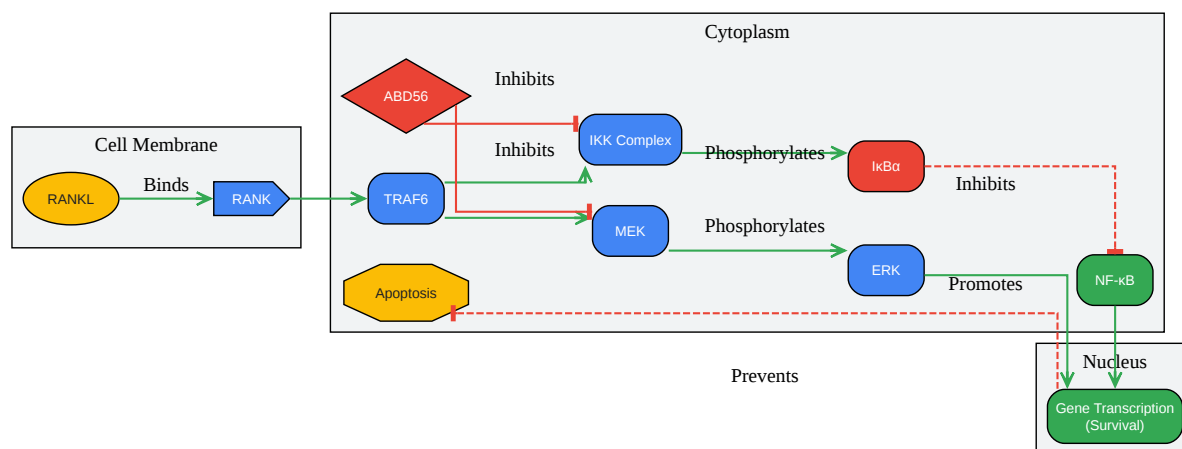 Cytoplasm
ABD56
Inhibits
IKK Complex
Cell Membrane
Inhibits
Phosphorylates
IκBα
RANKL
Binds
RANK
TRAF6
Inhibits
MEK
Phosphorylates
ERK
Promotes
NF-κB
Apoptosis
Prevents
Nucleus
Gene Transcription
(Survival)